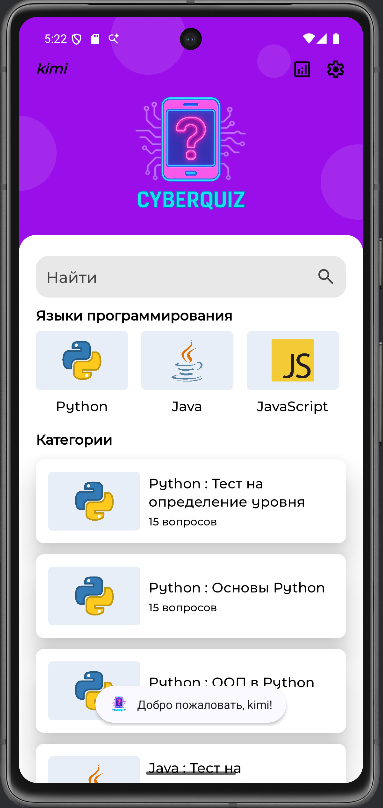 5:22
kimi
?
CYBERQUIZ
Найти
Языки программирования
JS
Python
Java
JavaScript
Категории
Python : Тест на
определение уровня
15 вопросов
Python : Основы Python
15 вопросов
Python : ООП в Python
Добро пожаловать, kimi!
Java : Тест на